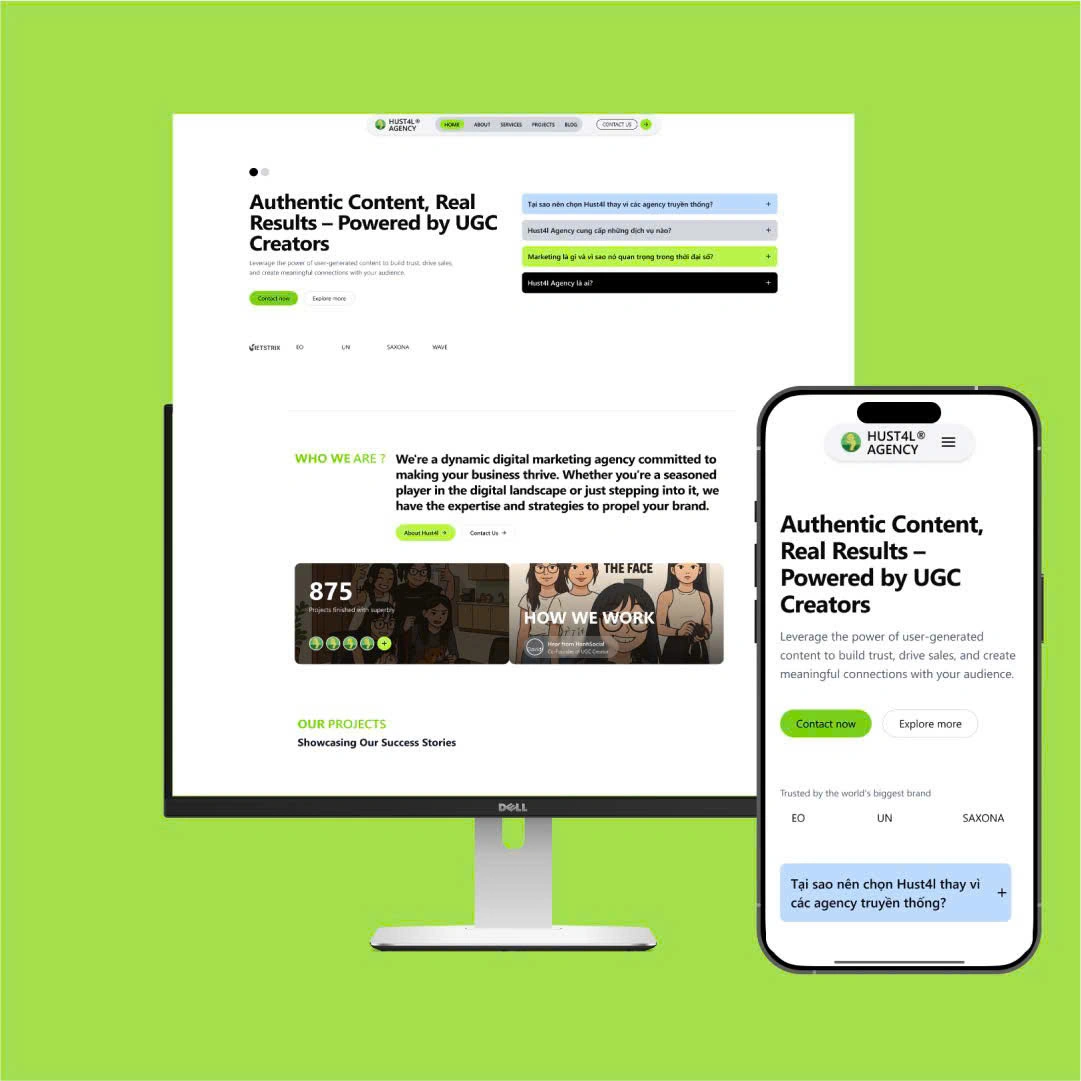 HUST4L®
AGENCY
HOME
ABOUT
SERVICES
PROJECTS
BLOG
CONTACT US
Authentic Content, Real
Results – Powered by UGC
Creators
Leverage the power of user-generated content to build trust, drive sales,
and create meaningful connections with your audience.
Contact now
Explore more
Tại sao nên chọn Hust4l thay vì các agency truyền thống?
Hust4l Agency cung cấp những dịch vụ nào?
Marketing là gì và vì sao nó quan trọng trong thời đại số?
Hust4l Agency là ai?
IETSTRIX
EO
UN
SAXONA
WAVE
WHO WE ARE ?
We're a dynamic digital marketing agency committed to
making your business thrive. Whether you're a seasoned
player in the digital landscape or just stepping into it, we
have the expertise and strategies to propel your brand.
About Hust4l
Contact Us
875
Projects finished with superbly
THE FACE
HOW WE WORK
David
Hear from HanhSocial
Co-Founder of UGC Creator
OUR PROJECTS
Showcasing Our Success Stories
DELL
HUST4L®
AGENCY
Authentic Content,
Real Results –
Powered by UGC
Creators
Leverage the power of user-generated
content to build trust, drive sales, and create
meaningful connections with your audience.
Contact now
Explore more
Trusted by the world's biggest brand
EO
UN
SAXONA
Tại sao nên chọn Hust4l thay vì
các agency truyền thống?